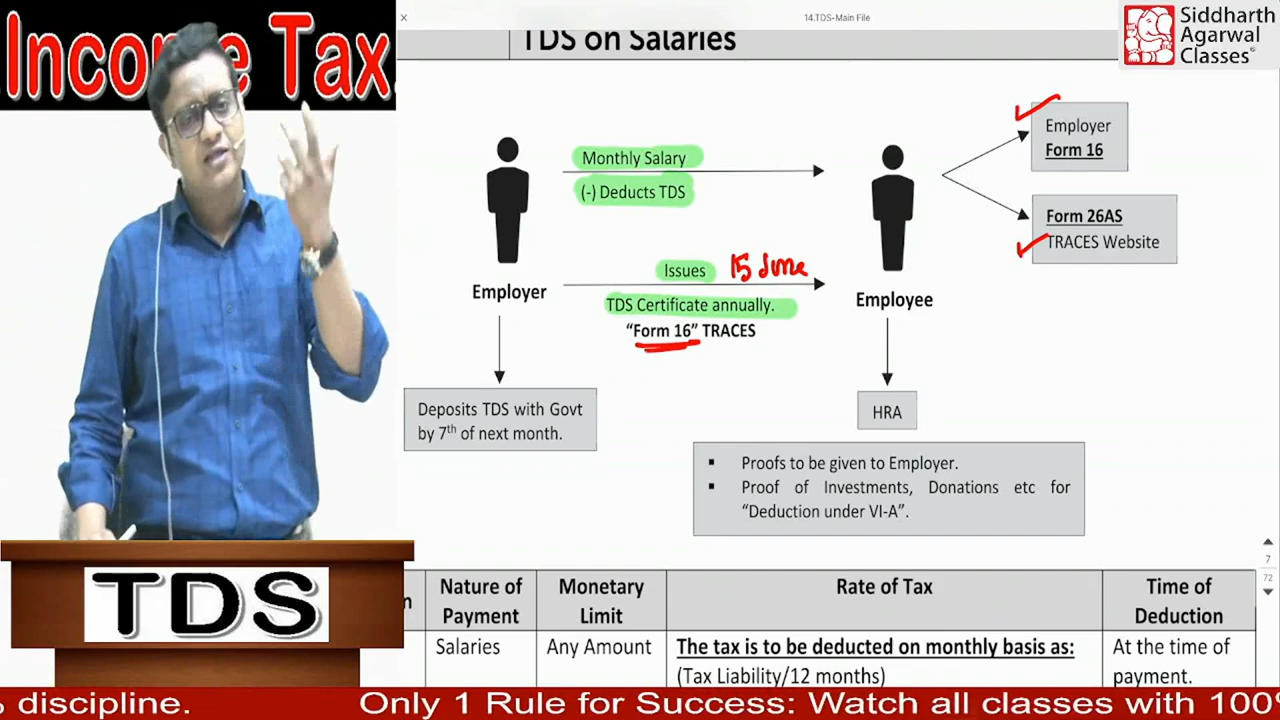 Income Tax
14.TDS-Main File
Siddharth
Agarwal
Classes®
TDS on Salaries
Monthly Salary
(-) Deducts TDS
Employer
Form 16
Form 26AS
TRACES Website
Issues 15 June
TDS Certificate annually.
"Form 16" TRACES
Employer
Employee
Deposits TDS with Govt
by 7th of next month.
HRA
▪ Proofs to be given to Employer.
▪ Proof of Investments, Donations etc for
"Deduction under VI-A".
7
72
TDS
n
Nature of
Payment
Monetary
Limit
Rate of Tax
Time of
Deduction
Salaries
Any Amount
The tax is to be deducted on monthly basis as:
(Tax Liability/12 months)
At the time of
payment.
discipline.
Only 1 Rule for Success: Watch all classes with 100%